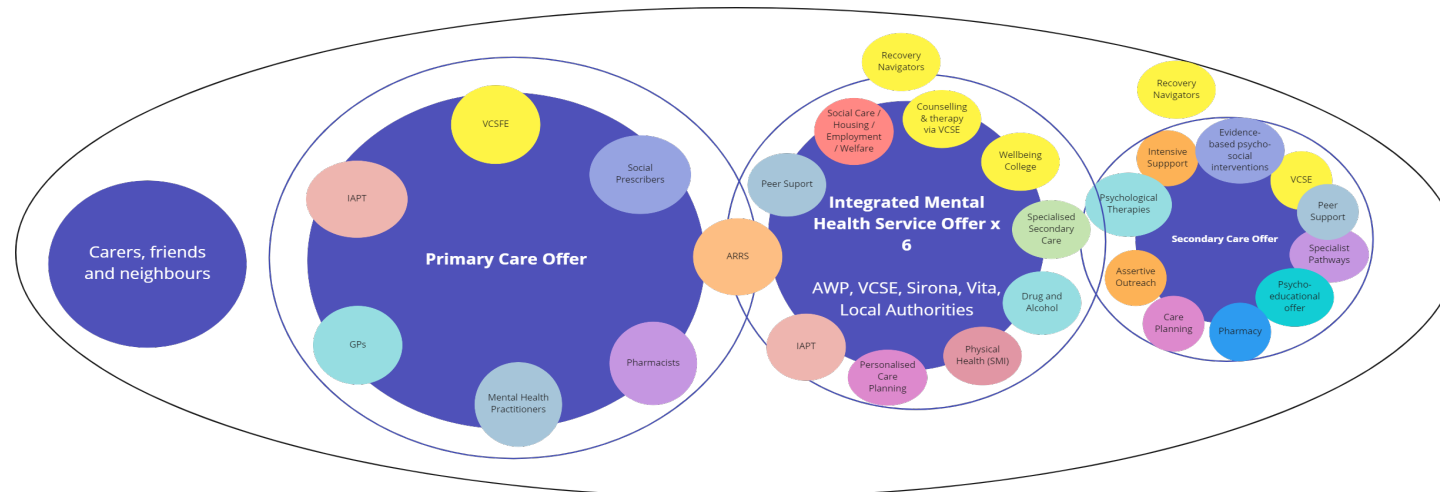 Carers, friends
and neighbours
Primary Care Offer
VCSFE
Social
Prescribers
IAPT
GPs
Mental Health
Practitioners
Pharmacists
ARRS
Recovery
Navigators
Social Care /
Housing /
Employment
/ Welfare
Counselling
& therapy
via VCSE
Wellbeing
College
Peer Suport
Integrated Mental
Health Service Offer x
6
AWP, VCSE, Sirona, Vita,
Local Authorities
Specialised
Secondary
Care
Drug and
Alcohol
Physical
Health (SMI)
Personalised
Care
Planning
IAPT
Recovery
Navigators
Intensive
Suppport
Evidence-
based psycho-
social
interventions
VCSE
Peer
Support
Psychological
Therapies
Secondary Care Offer
Specialist
Pathways
Assertive
Outreach
Psycho-
educational
offer
Care
Planning
Pharmacy